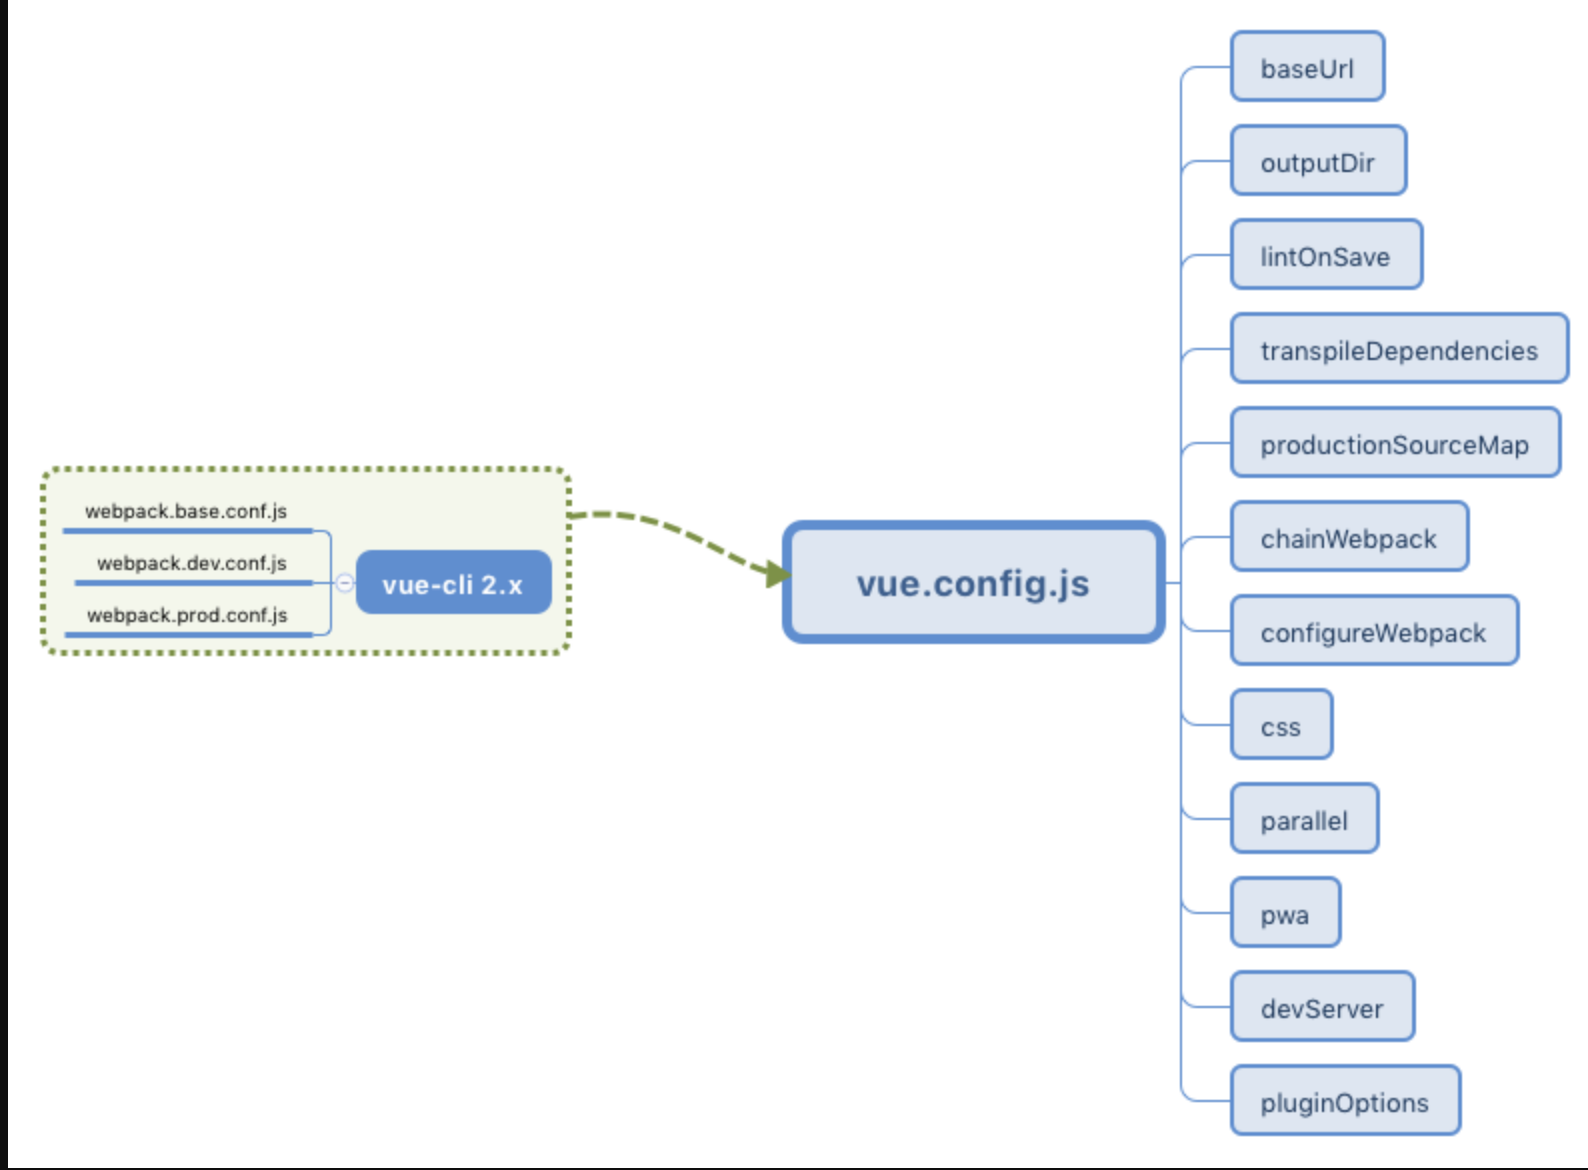 webpack.base.conf.js
webpack.dev.conf.js
webpack.prod.conf.js
vue-cli 2.x
vue.config.js
baseUrl
outputDir
lintOnSave
transpileDependencies
productionSourceMap
chainWebpack
configureWebpack
css
parallel
pwa
devServer
pluginOptions